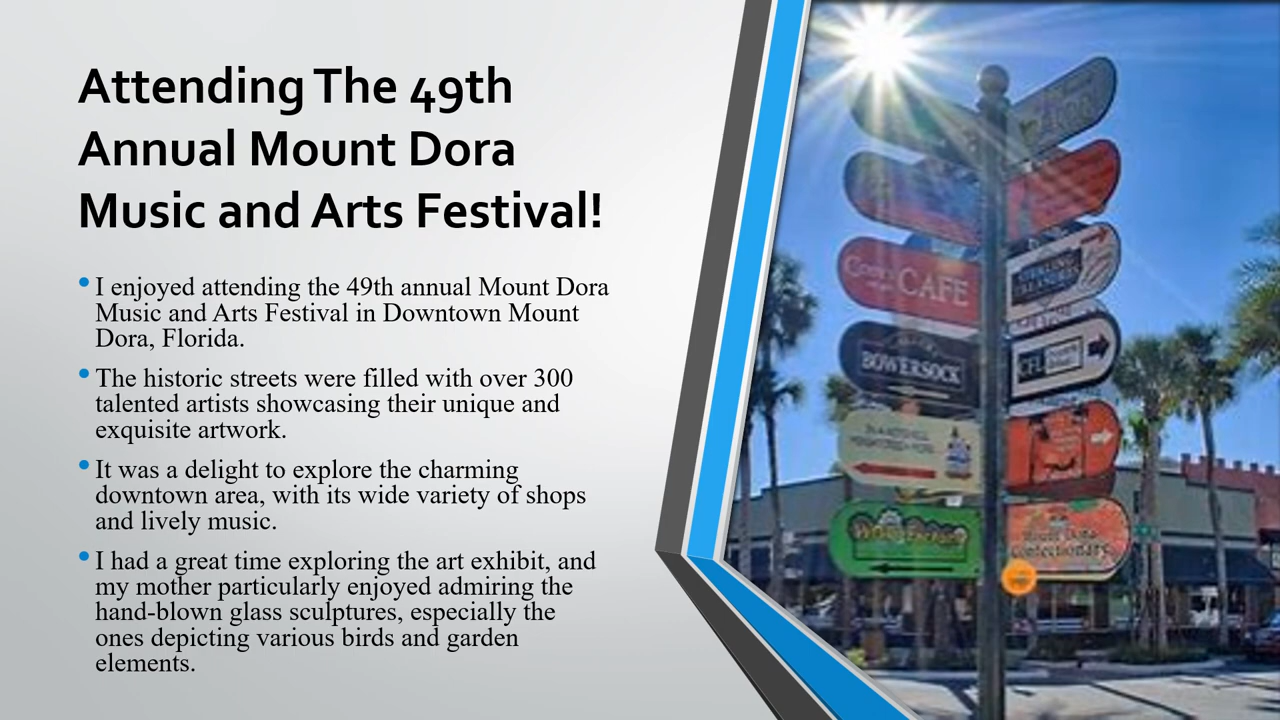 Attending The 49th
Annual Mount Dora
Music and Arts Festival!
I enjoyed attending the 49th annual Mount Dora
Music and Arts Festival in Downtown Mount
Dora, Florida.
The historic streets were filled with over 300
talented artists showcasing their unique and
exquisite artwork.
It was a delight to explore the charming
downtown area, with its wide variety of shops
and lively music.
I had a great time exploring the art exhibit, and
my mother particularly enjoyed admiring the
hand-blown glass sculptures, especially the
ones depicting various birds and garden
elements.
CAFE
BOWERSOCK
CFL
Mount Dora
Confectionary